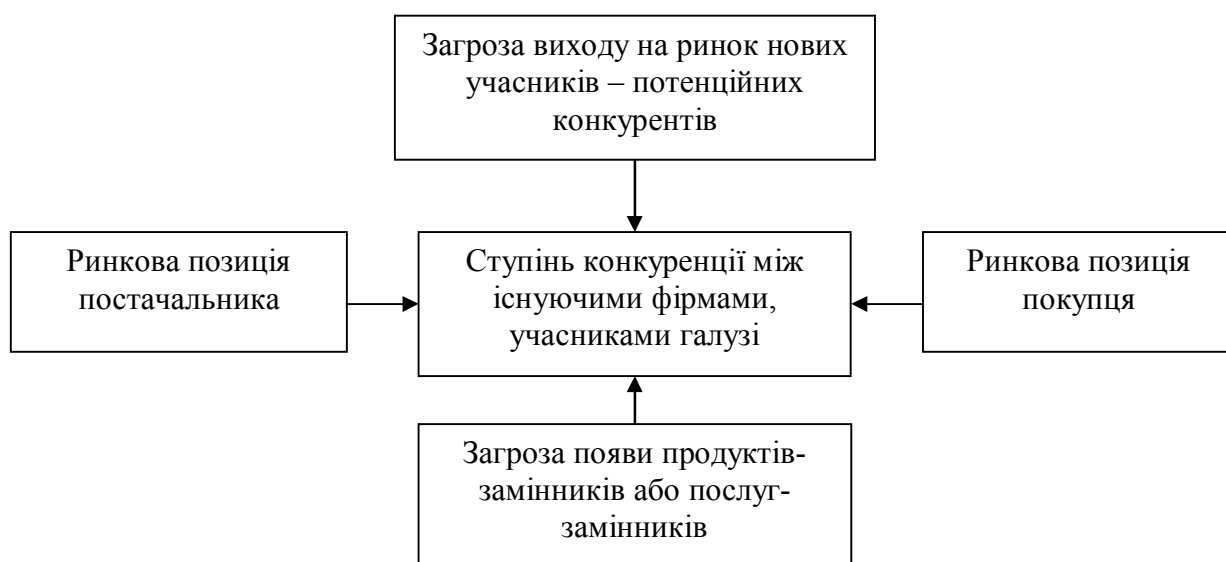 Загроза виходу на ринок нових
учасників – потенційних
конкурентів
Ринкова позиція
постачальника
Ступінь конкуренції між
існуючими фірмами,
учасниками галузі
Ринкова позиція
покупця
Загроза появи продуктів-
замінників або послуг-
замінників